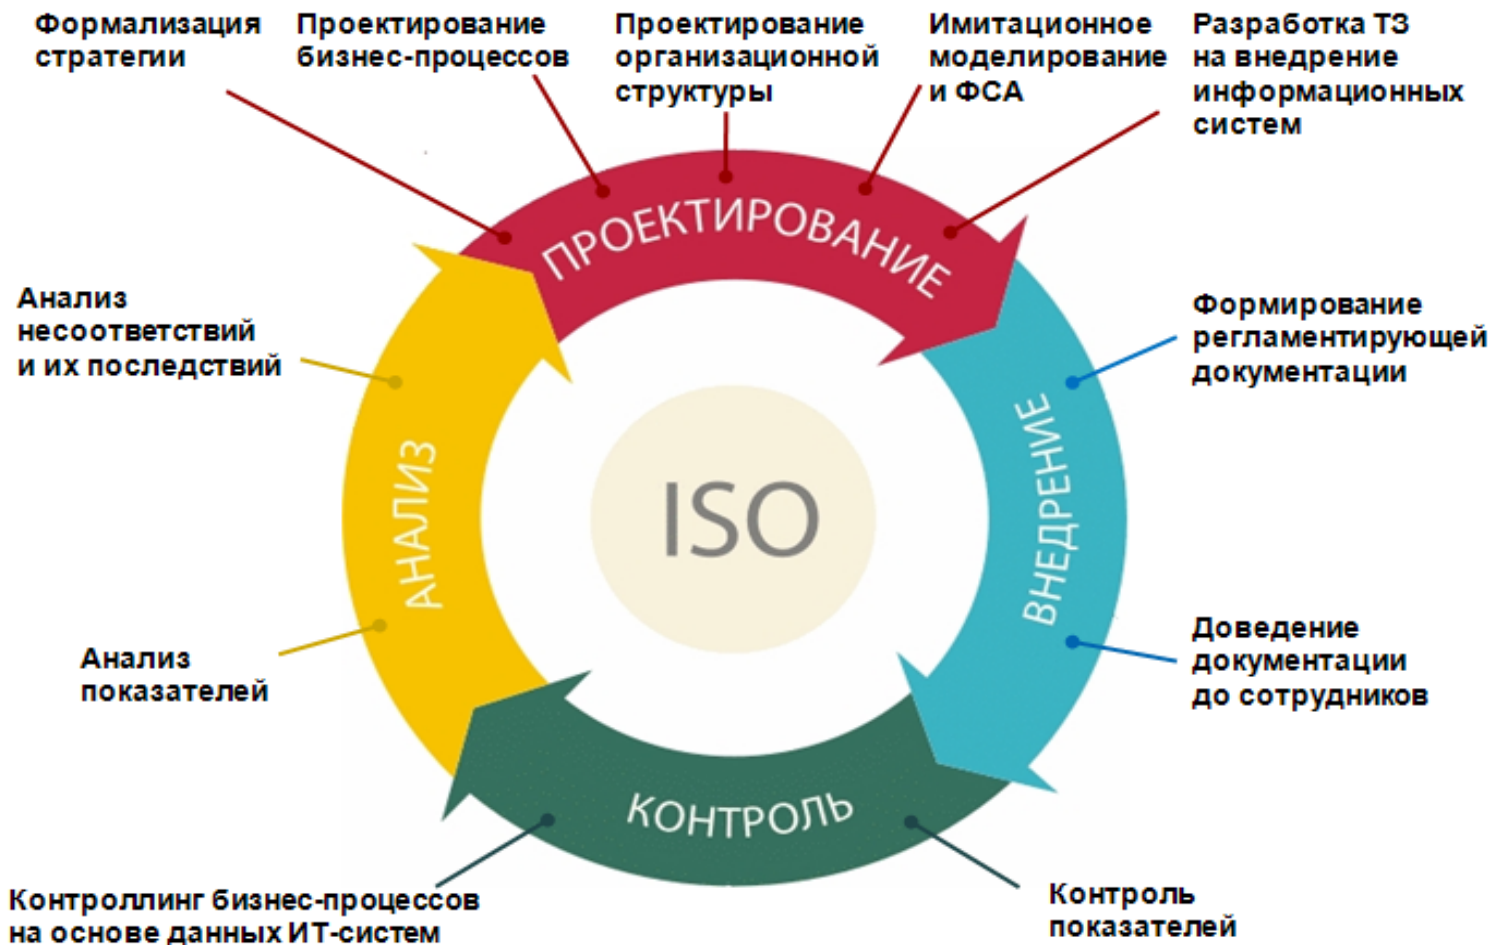 Формализация
стратегии
Проектирование
бизнес-процессов
Проектирование
организационной
структуры
Имитационное
моделирование
и ФСА
Разработка ТЗ
на внедрение
информационных
систем
ПРОЕКТИРОВАНИЕ
Анализ
несоответствий
и их последствий
Формирование
регламентирующей
документации
АНАЛИЗ
ISO
ВНЕДРЕНИЕ
Анализ
показателей
Доведение
документации
до сотрудников
КОНТРОЛЬ
Контроллинг бизнес-процессов
на основе данных ИТ-систем
Контроль
показателей